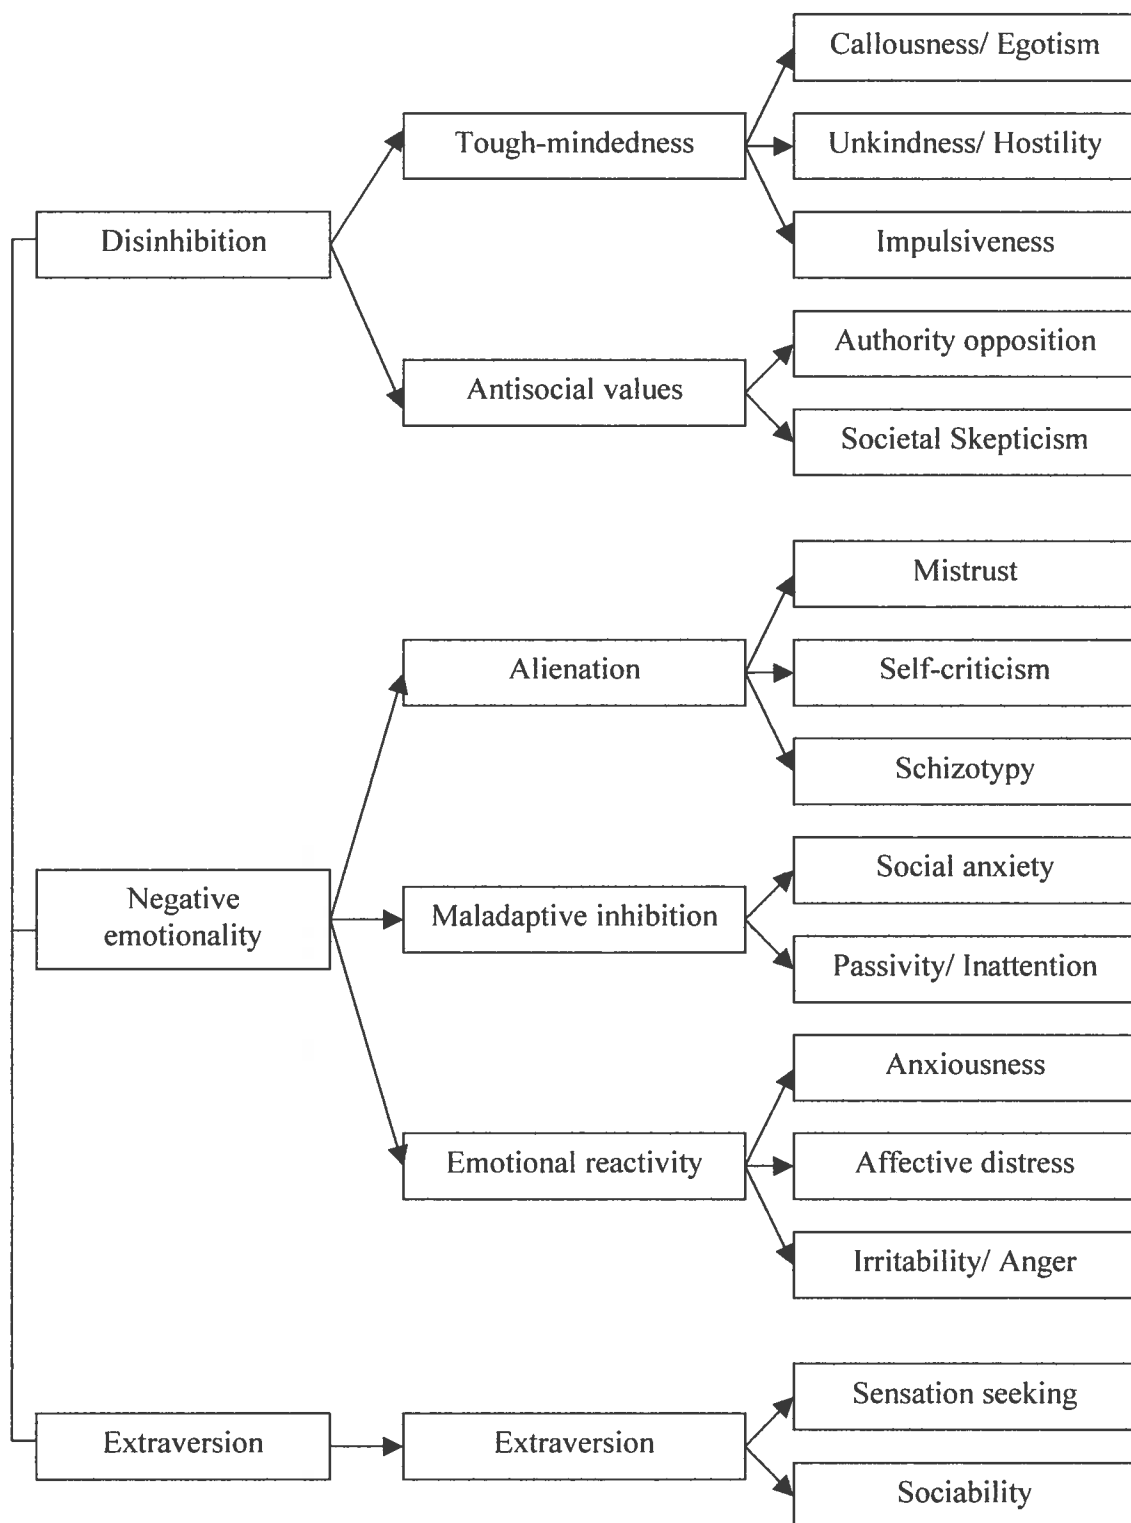 Callousness/ Egotism
Tough-mindedness
Unkindness/ Hostility
Disinhibition
Impulsiveness
Authority opposition
Antisocial values
Societal Skepticism
Mistrust
Alienation
Self-criticism
Schizotypy
Negative
emotionality
Social anxiety
Maladaptive inhibition
Passivity/ Inattention
Anxiousness
Emotional reactivity
Affective distress
Irritability/ Anger
Sensation seeking
Extraversion
Extraversion
Sociability